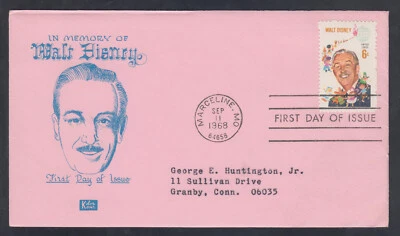 IN MEMORY OF
Walt Disney
First Day of Issue
WALT DISNEY
6¢
MARCELINE, MO
SEP
11
1968
64658
FIRST DAY OF ISSUE
George E. Huntington, Jr.
11 Sullivan Drive
Granby, Conn. 06035